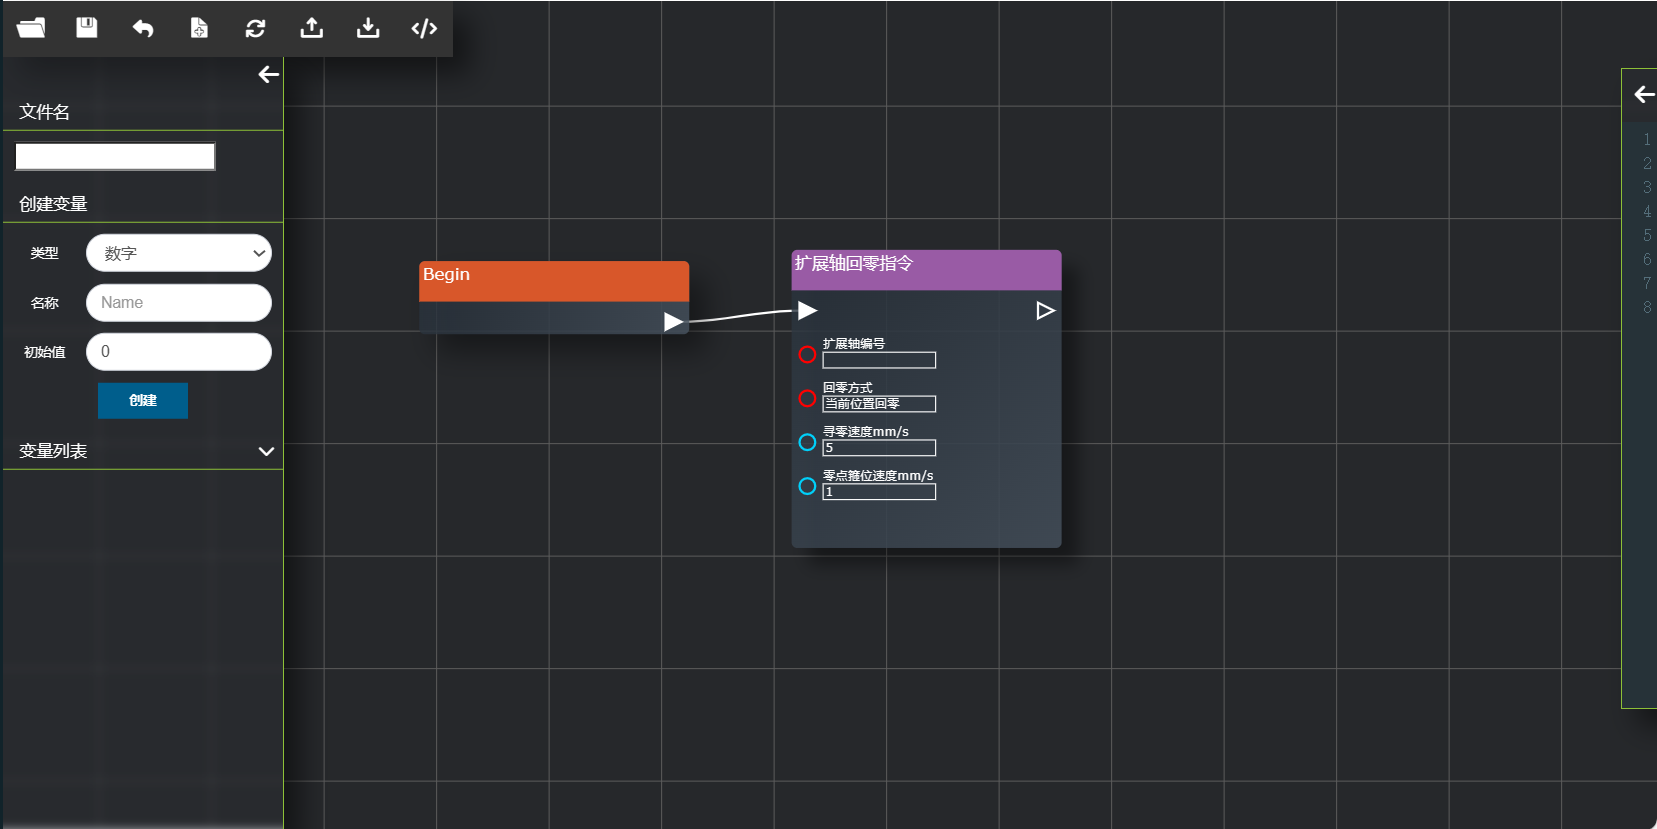 文件名
创建变量
类型
数字
名称
Name
初始值
0
创建
变量列表
Begin
扩展轴回零指令
扩展轴编号
回零方式
当前位置回零
寻零速度mm/s
5
零点箍位速度mm/s
1
1
2
3
4
5
6
7
8